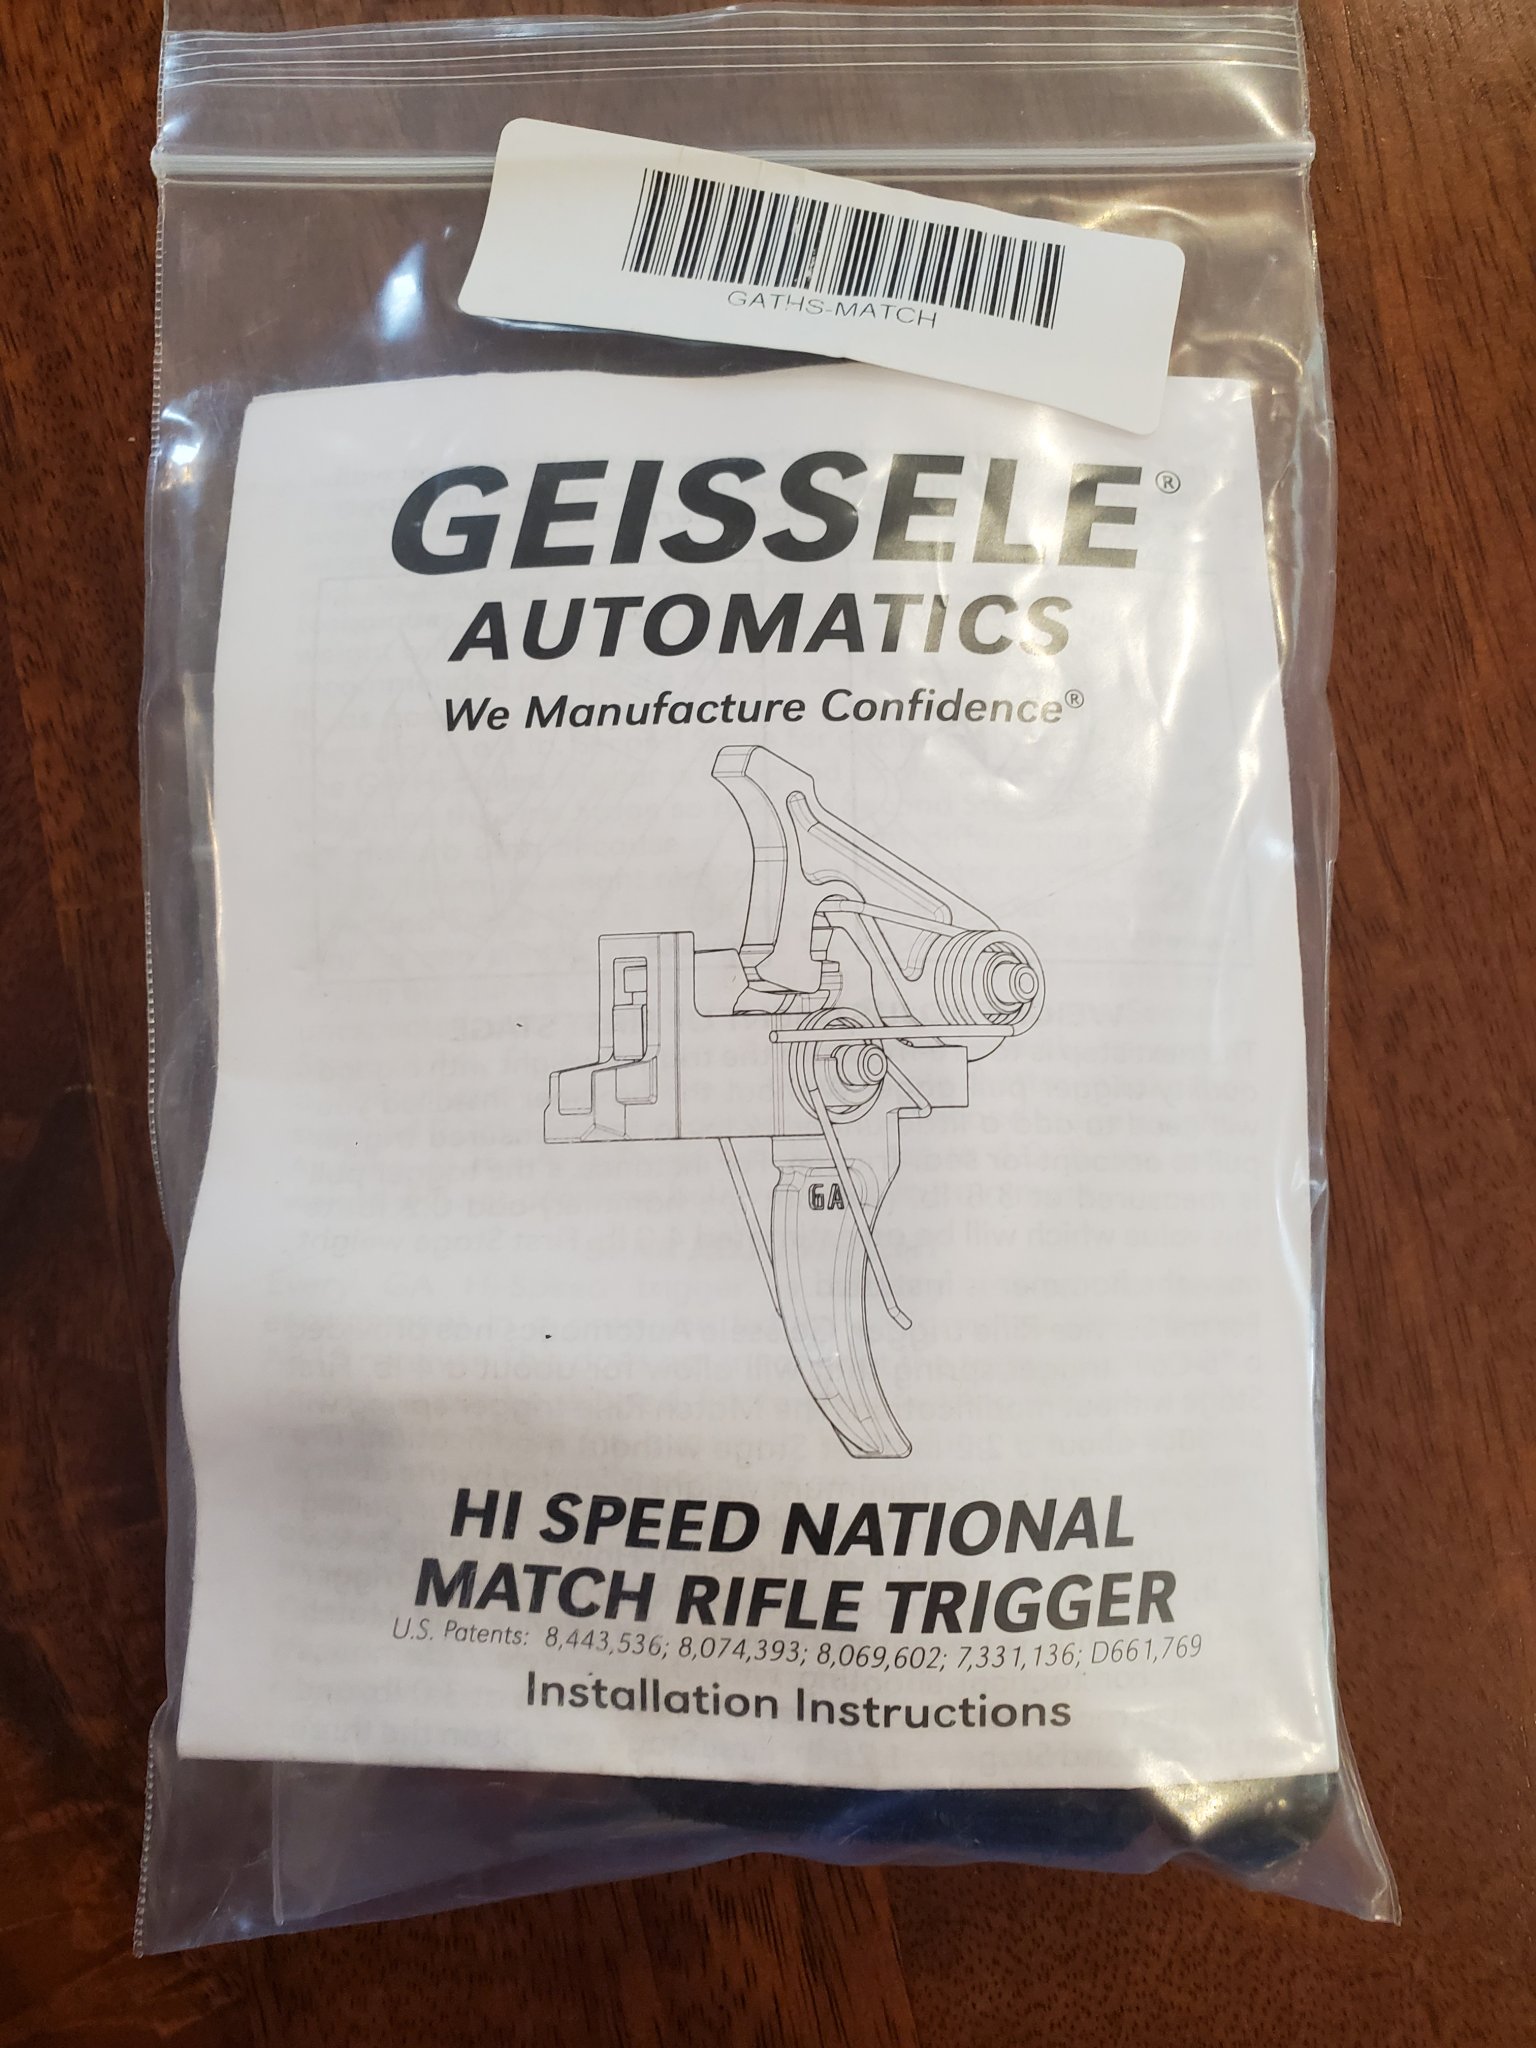 GATHS-MATCH
GEISSELE®
AUTOMATICS
We Manufacture Confidence®
GA
HI SPEED NATIONAL
MATCH RIFLE TRIGGER
U.S. Patents: 8,443,536; 8,074,393; 8,069,602; 7,331,136; D661,769
Installation Instructions